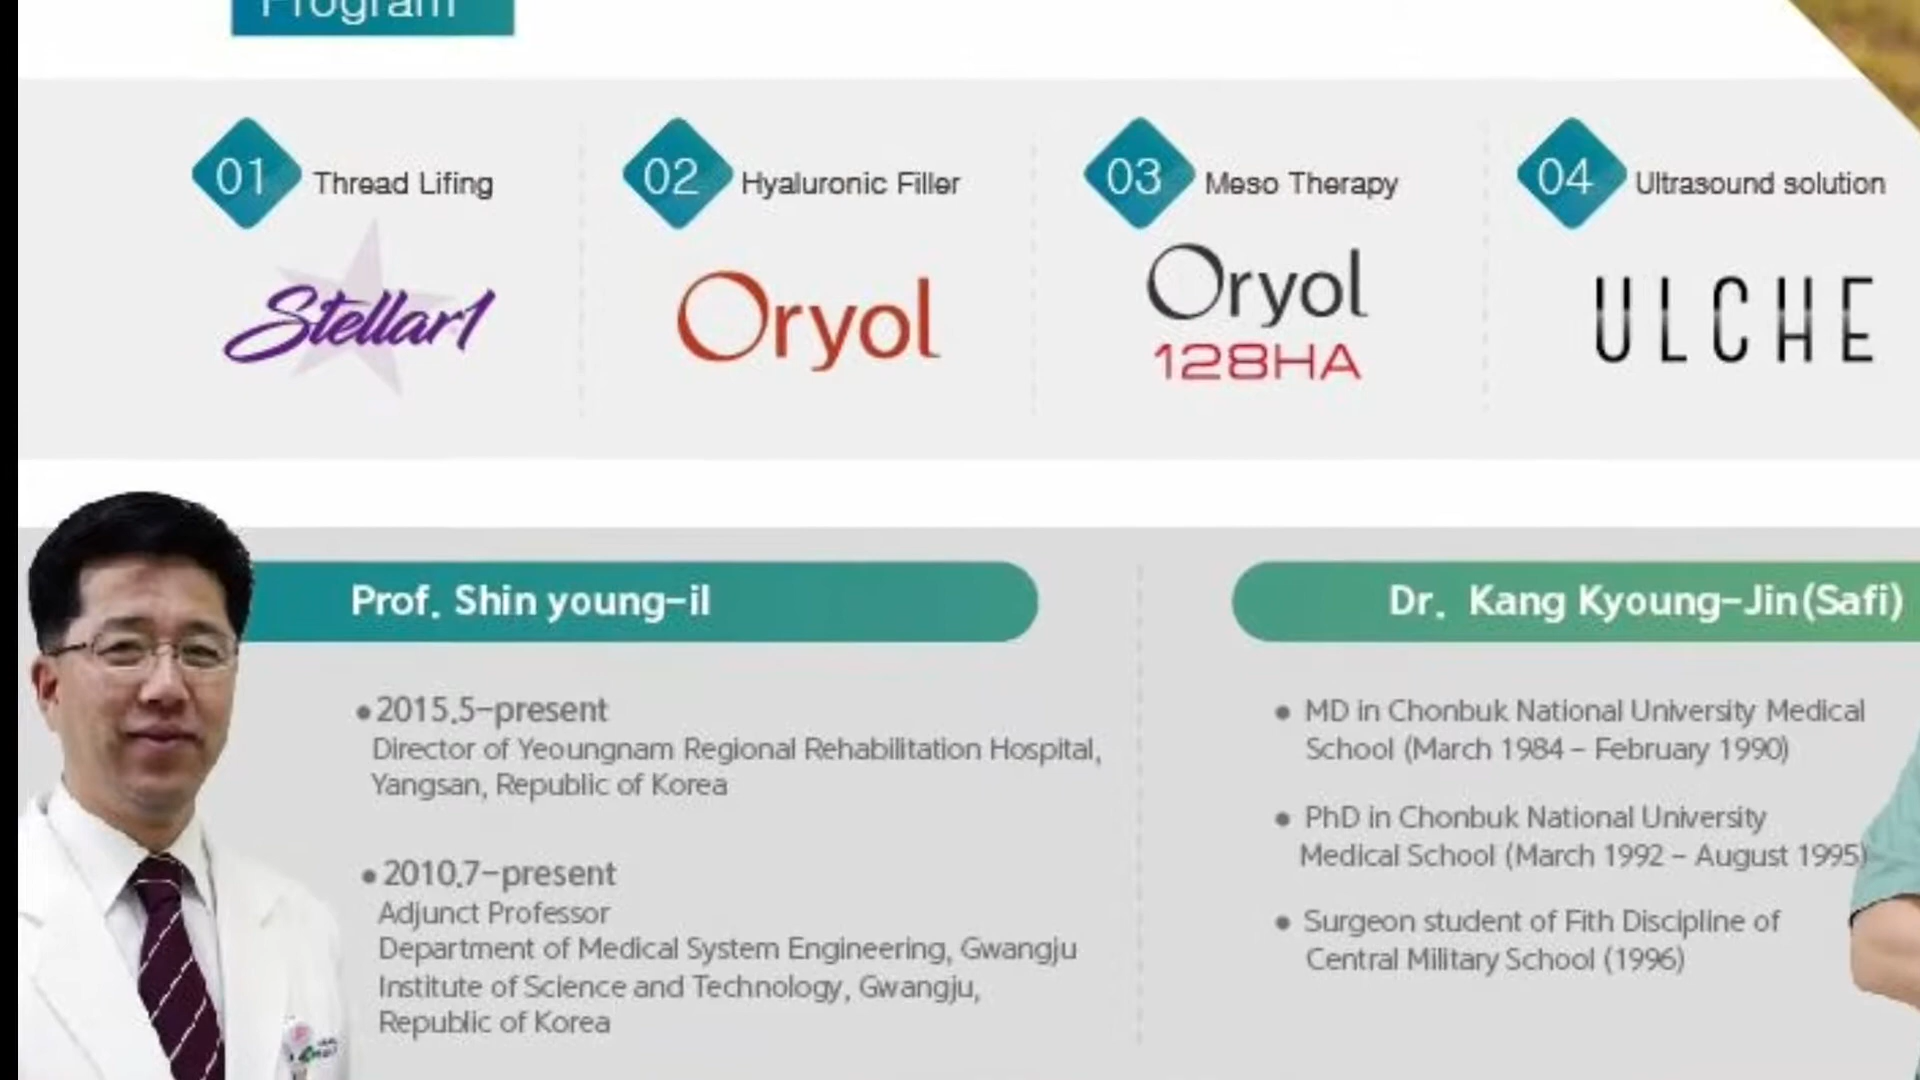 Program
01 Thread Lifing
02 Hyaluronic Filler
03 Meso Therapy
04 Ultrasound solution
Stellar1
Oryol
Oryol
128HA
ULCHE
Prof. Shin young-il
•2015.5-present
Director of Yeoungnam Regional Rehabilitation Hospital,
Yangsan, Republic of Korea
•2010.7-present
Adjunct Professor
Department of Medical System Engineering, Gwangju
Institute of Science and Technology, Gwangju,
Republic of Korea
Dr. Kang Kyoung-Jin(Safi)
• MD in Chonbuk National University Medical
School (March 1984 - February 1990)
• PhD in Chonbuk National University
Medical School (March 1992 - August 1995)
• Surgeon student of Fith Discipline of
Central Military School (1996)